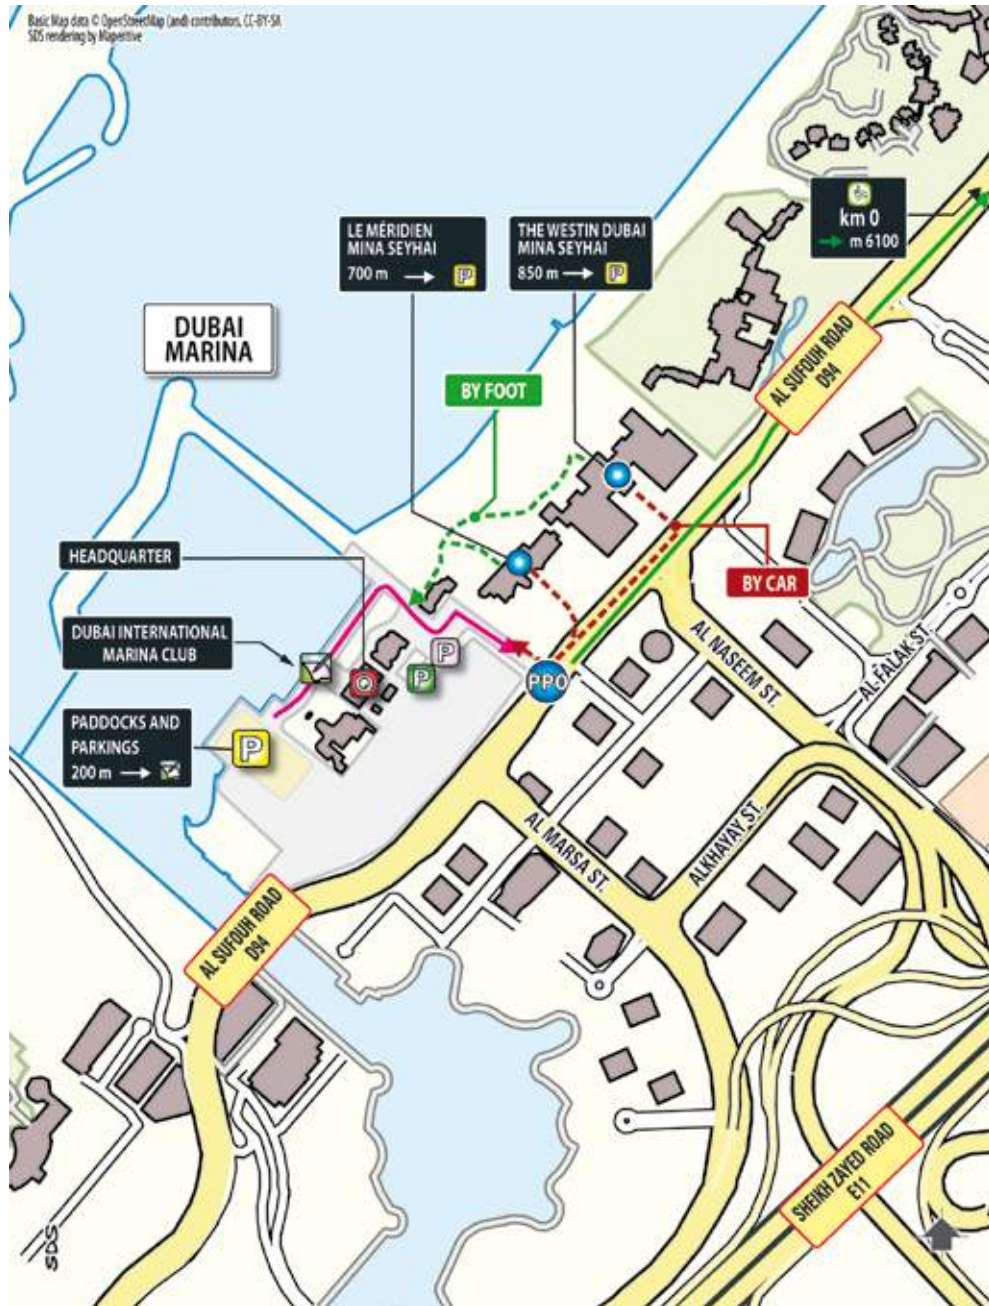 Basic Map data © OpenStreetMap (and) contributors, CC-BY-SA
SDS rendering by Maperitive
km 0
m 6100
LE MÉRIDIEN
MINA SEYHAI
700 m
P
THE WESTIN DUBAI
MINA SEYHAI
850 m
P
DUBAI
MARINA
AL SUFOUH ROAD
D94
BY FOOT
HEADQUARTER
BY CAR
DUBAI INTERNATIONAL
MARINA CLUB
AL NASEEM ST.
AL-FALAK ST.
P
P
PPO
PADDOCKS AND
PARKINGS
200 m
P
AL MARSA ST.
ALKHAYAY ST.
AL SUFOUH ROAD
D94
SHEIKH ZAYED ROAD
E11
SDS